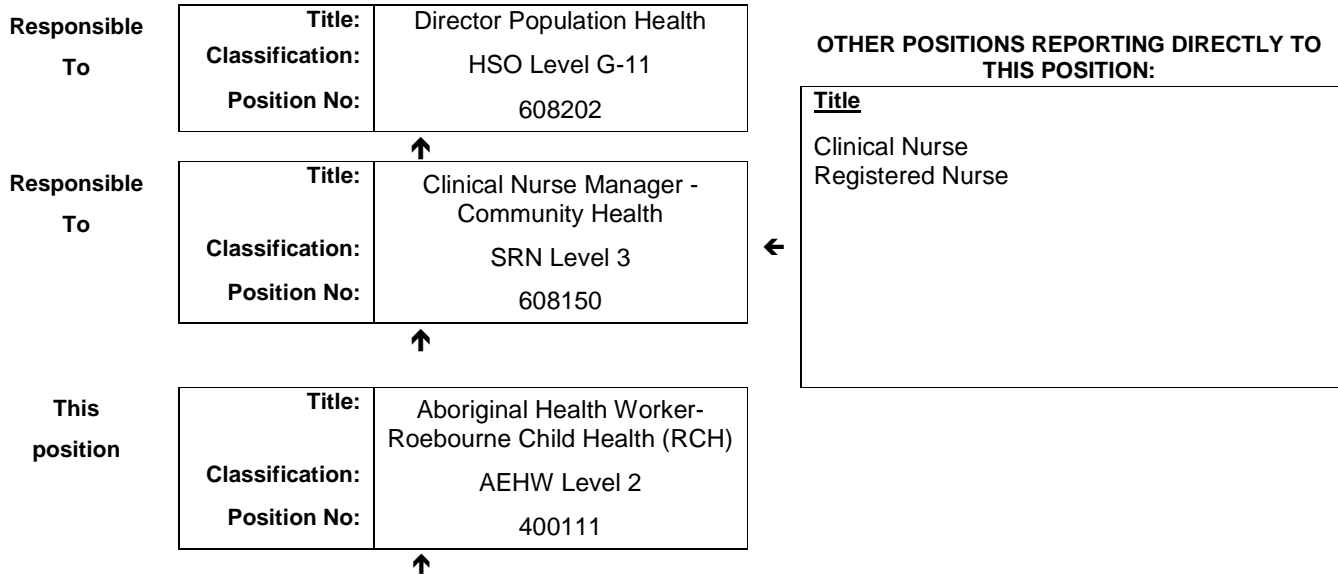 Responsible
To
Title:
Director Population Health
Classification:
HSO Level G-11
Position No:
608202
OTHER POSITIONS REPORTING DIRECTLY TO
THIS POSITION:
Title
Clinical Nurse
Registered Nurse
Responsible
To
Title:
Clinical Nurse Manager -
Community Health
Classification:
SRN Level 3
Position No:
608150
This
position
Title:
Aboriginal Health Worker-
Roebourne Child Health (RCH)
Classification:
AEHW Level 2
Position No:
400111